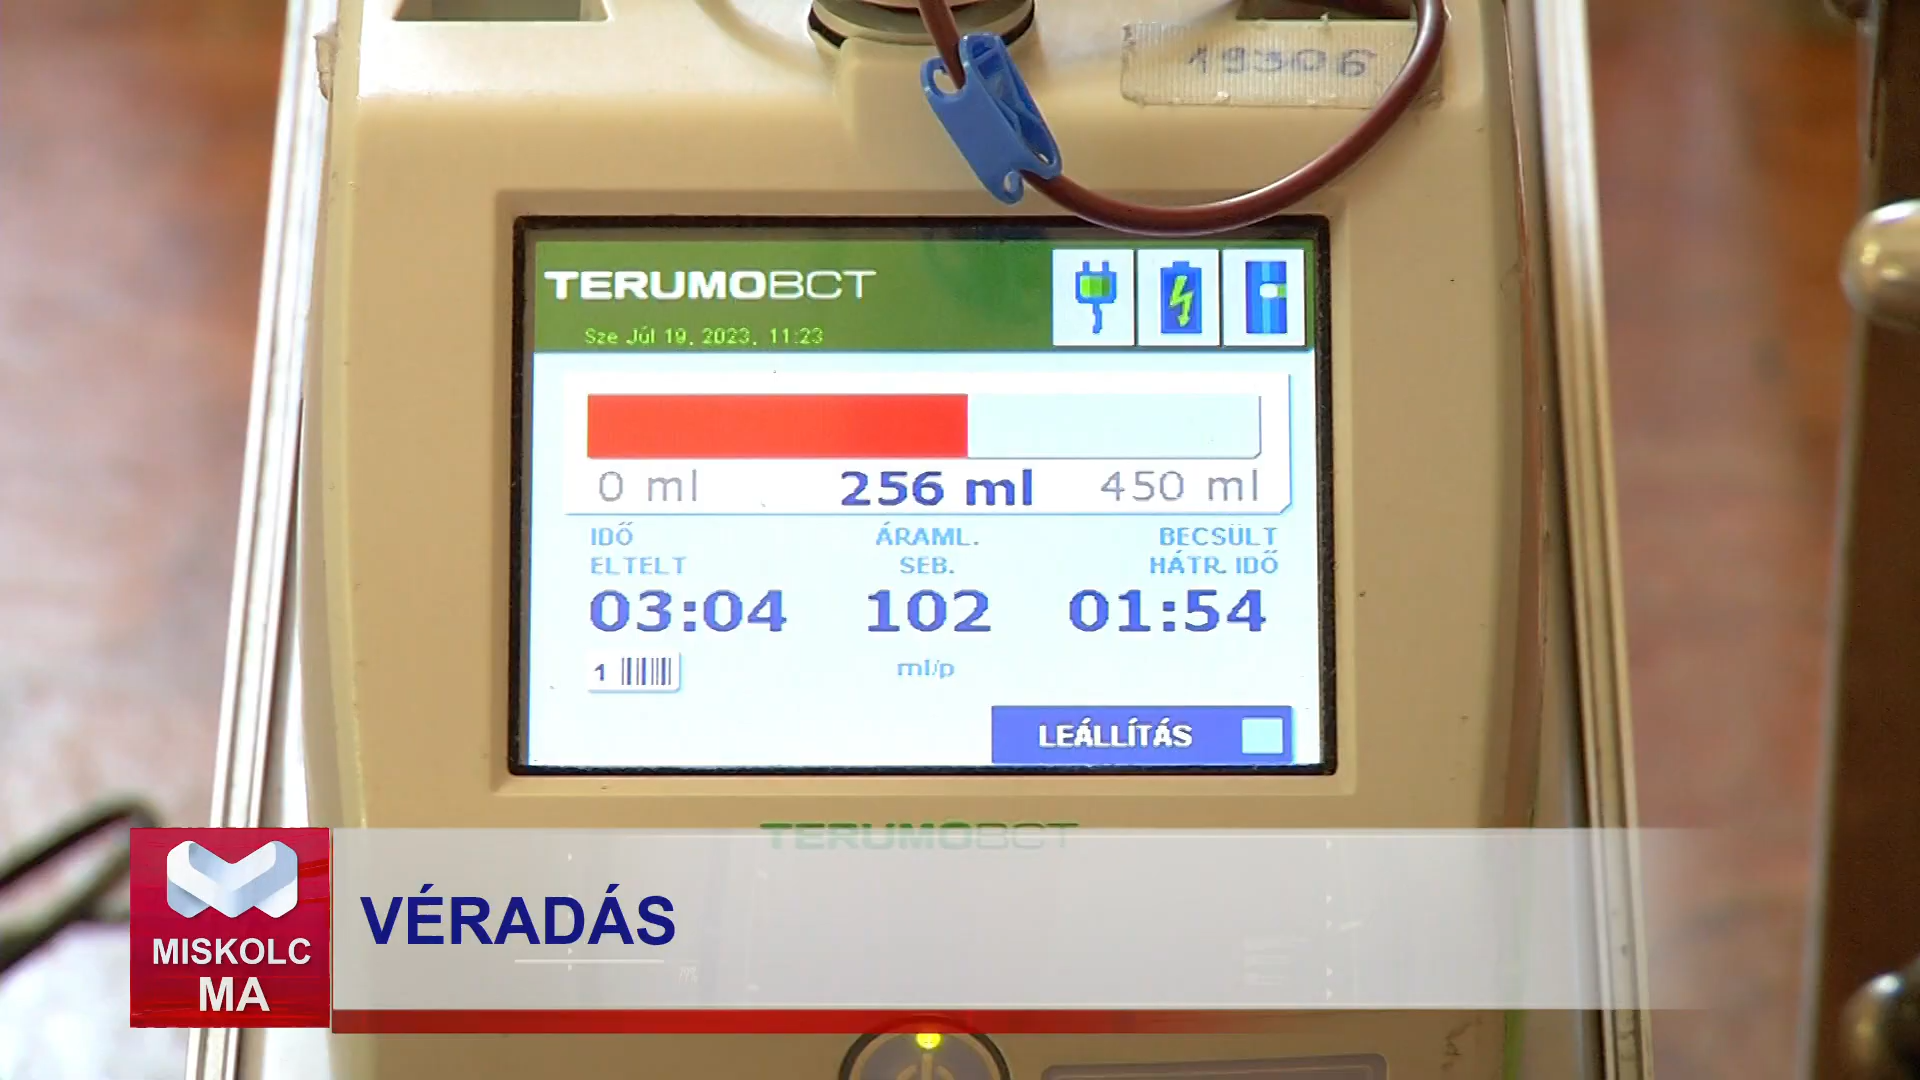 19306
TERUMOBCT
Sze Júl 19, 2023, 11:23
0 ml 256 ml 450 ml
IDŐ ELTELT
ÁRAML. SEB.
BECSÜLT HÁTR. IDŐ
03:04 102 01:54
1 ml/p
LEÁLLÍTÁS
TERUMOBCT
VÉRADÁS
MISKOLC
MA